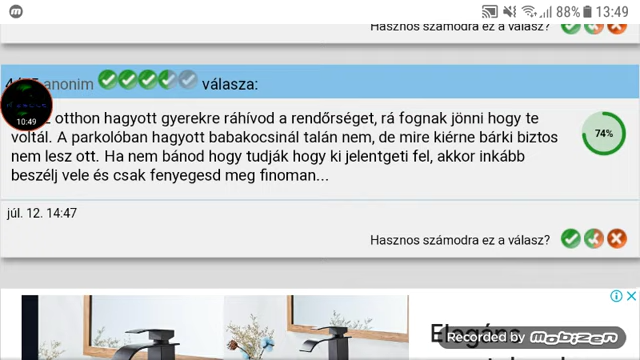 88% 13:49
Hasznos számodra ez a válasz?
anonim válasza:
10:49
otthon hagyott gyerekre ráhívod a rendőrséget, rá fognak jönni hogy te
voltál. A parkolóban hagyott babakocsinál talán nem, de mire kiérne bárki biztos
nem lesz ott. Ha nem bánod hogy tudják hogy ki jelentgeti fel, akkor inkább
beszélj vele és csak fenyegesd meg finoman...
74%
júl. 12. 14:47
Hasznos számodra ez a válasz?
Elegáns
Recorded by Mobizen